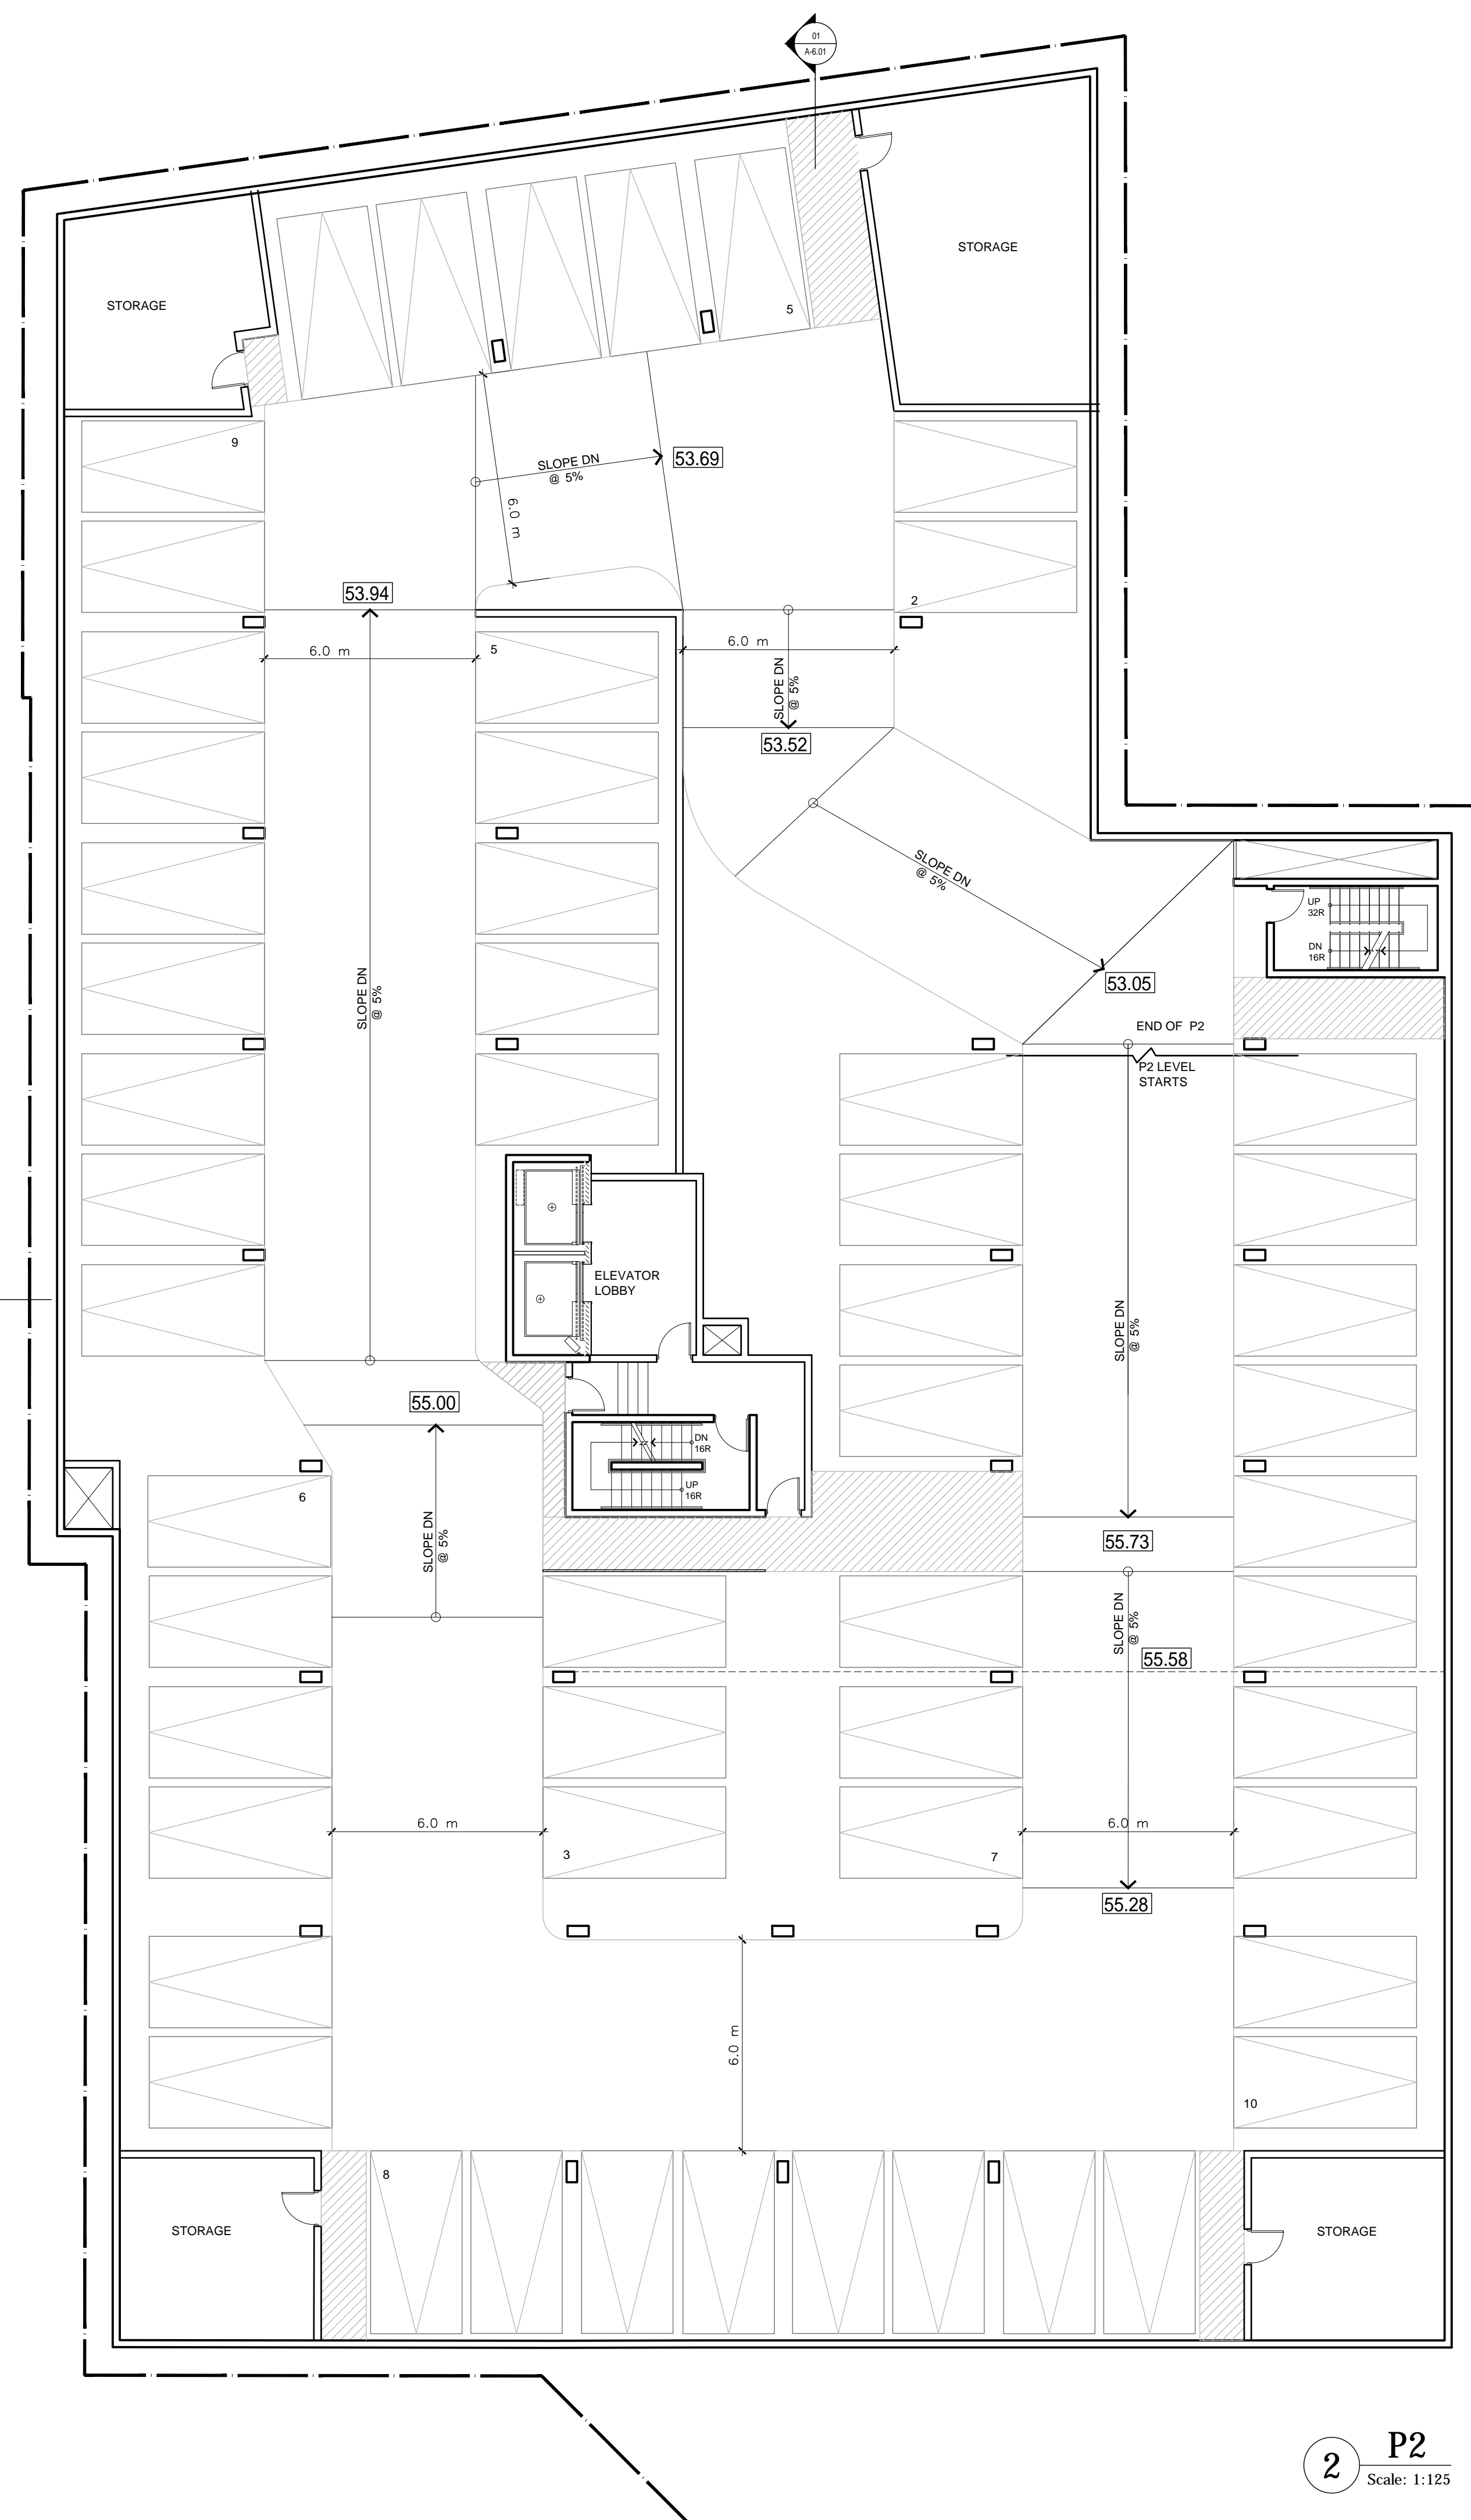 01
A-6.01
STORAGE
STORAGE
5
9
SLOPE DN
@ 5%
53.69
6.0 m
53.94
2
5
6.0 m
6.0 m
SLOPE DN
@ 5%
53.52
SLOPE DN
@ 5%
UP
32R
DN
16R
53.05
SLOPE DN
@ 5%
END OF P2
P2 LEVEL
STARTS
ELEVATOR
LOBBY
SLOPE DN
@ 5%
55.00
DN
16R
UP
16R
6
SLOPE DN
@ 5%
55.73
SLOPE DN
@ 5%
55.58
6.0 m
6.0 m
3
7
55.28
6.0 m
10
8
STORAGE
STORAGE
2
P2
Scale: 1:125